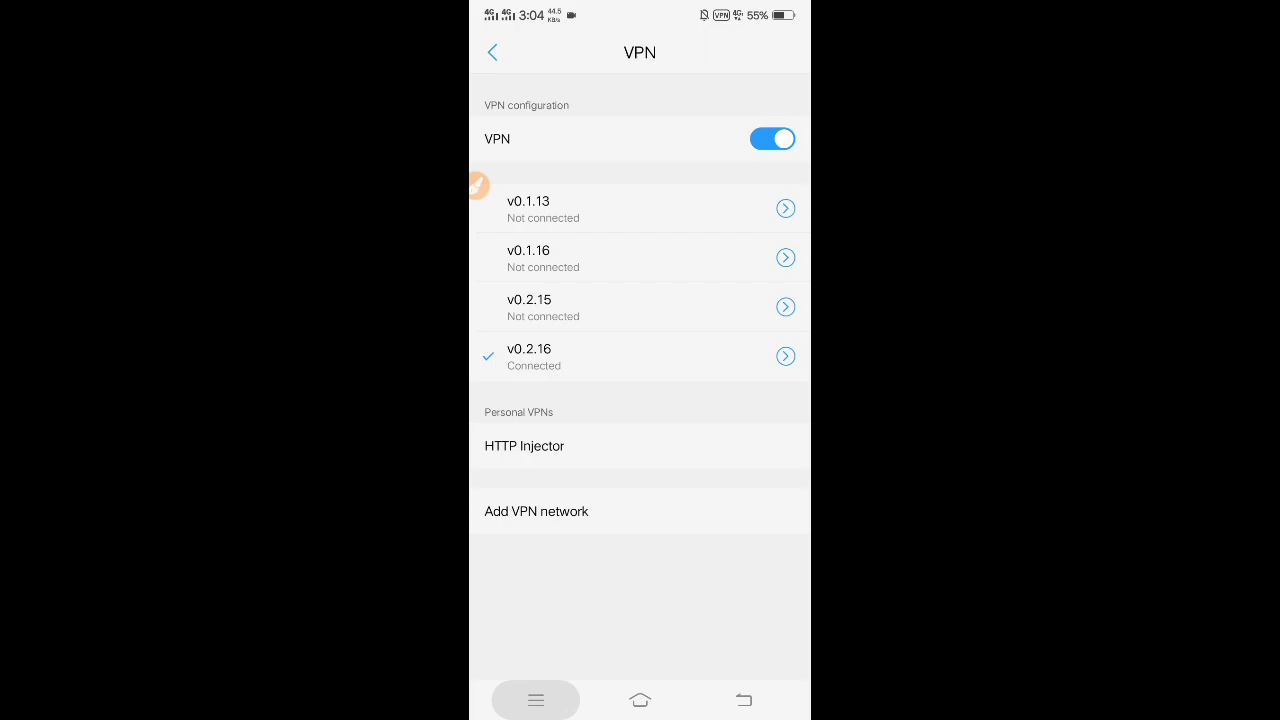 4G 4G 3:04 44.5 KB/s VPN 4G 55%
VPN
VPN configuration
VPN
v0.1.13
Not connected
v0.1.16
Not connected
v0.2.15
Not connected
v0.2.16
Connected
Personal VPNs
HTTP Injector
Add VPN network